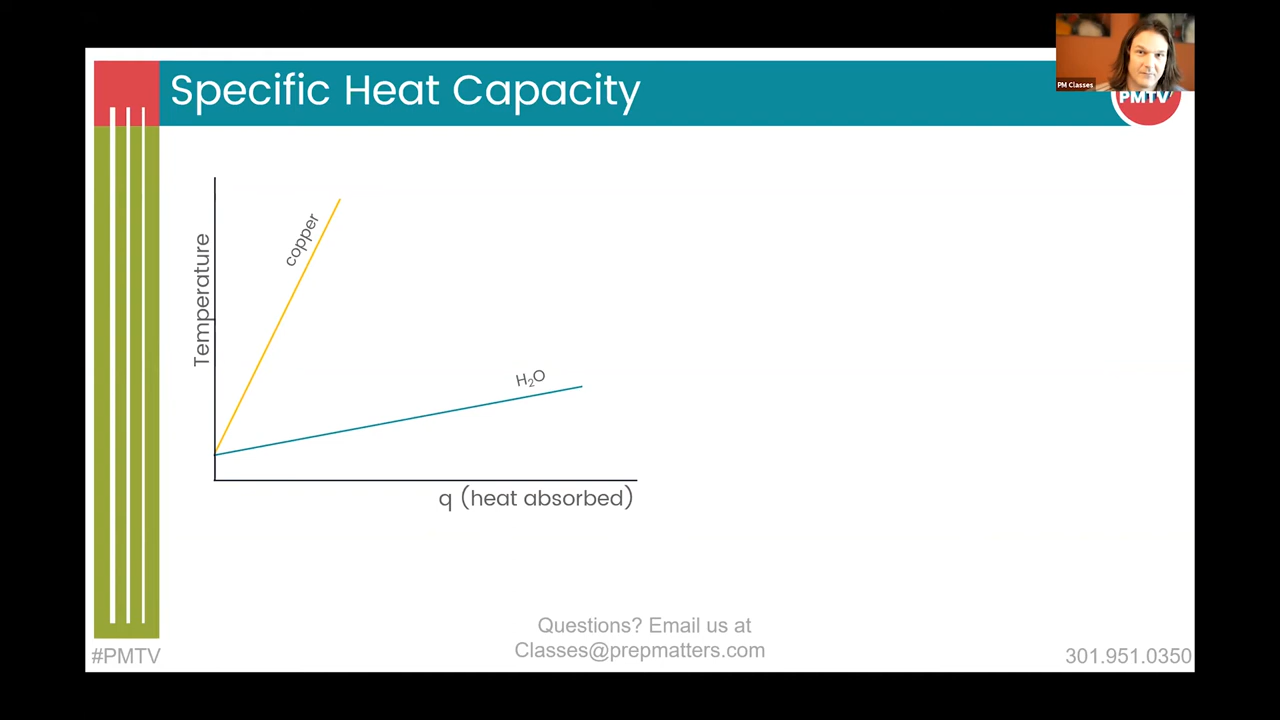 Specific Heat Capacity
PM Classes
PMTV
copper
Temperature
H₂O
q (heat absorbed)
Questions? Email us at
Classes@prepmatters.com
#PMTV
301.951.0350